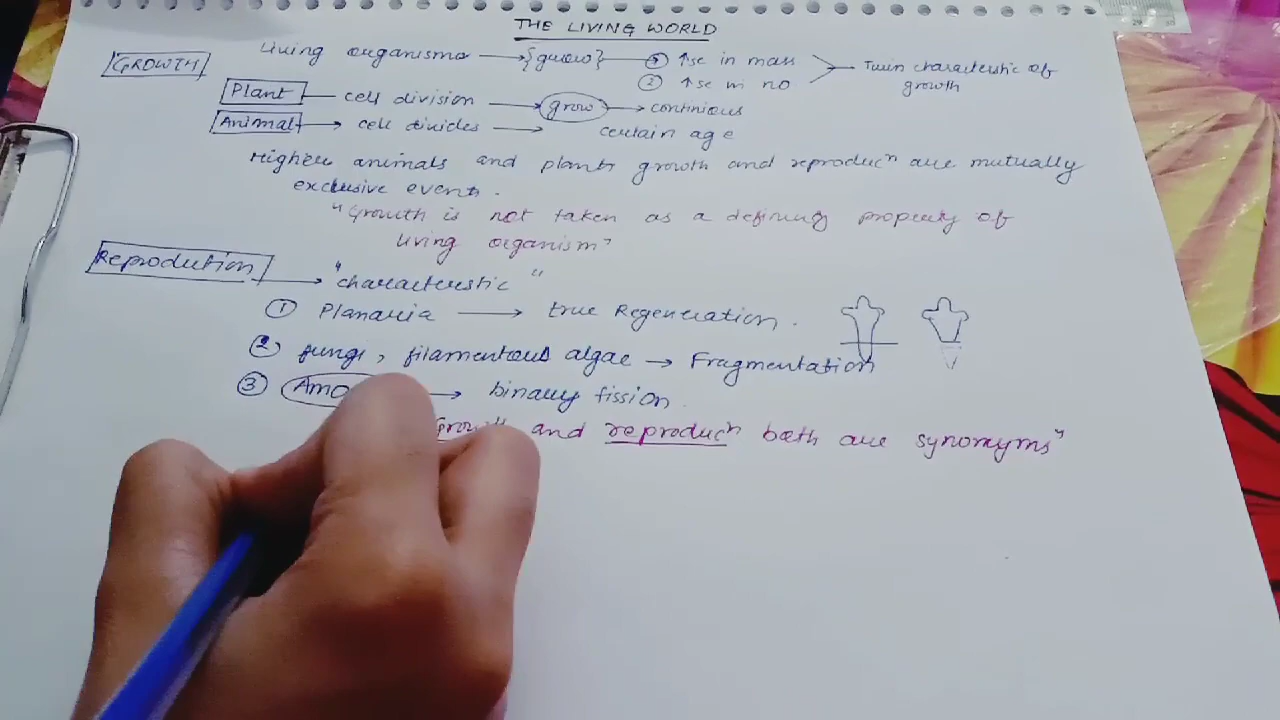 THE LIVING WORLD
GROWTH Living organisms → {grow} → ① ↑se in mass
② ↑se in no
Twin characteristic of growth
Plant cell division → grow → continious
Animal → cell divides → certain age
Higher animals and plants growth and reproducⁿ are mutually
exclusive events.
"Growth is not taken as a defining property of
living organism"
Reprodution → "characteristic"
① Planaria → true Regeneration.
② fungi, filamentous algae → Fragmentation
③ → binary fission.
and reproducⁿ both are synonyms"